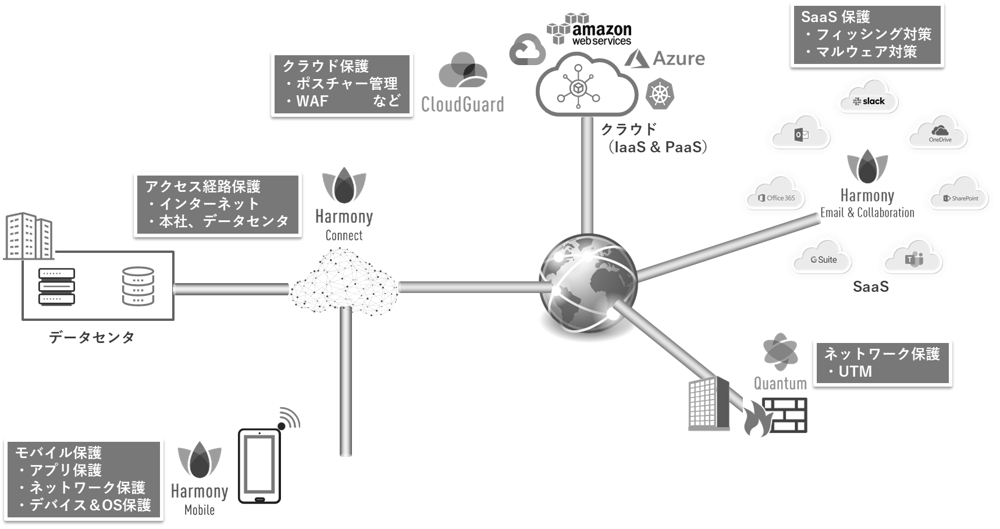 SaaS 保護
・フィッシング対策
・マルウェア対策
amazon
web services
Azure
クラウド保護
・ポスチャー管理
・WAF　　　など
CloudGuard
slack
OneDrive
クラウド
（IaaS & PaaS）
アクセス経路保護
・インターネット
・本社、データセンタ
Harmony
Connect
Office 365
Harmony
Email & Collaboration
SharePoint
G Suite
SaaS
データセンタ
Quantum
ネットワーク保護
・UTM
モバイル保護
・アプリ保護
・ネットワーク保護
・デバイス＆OS保護
Harmony
Mobile